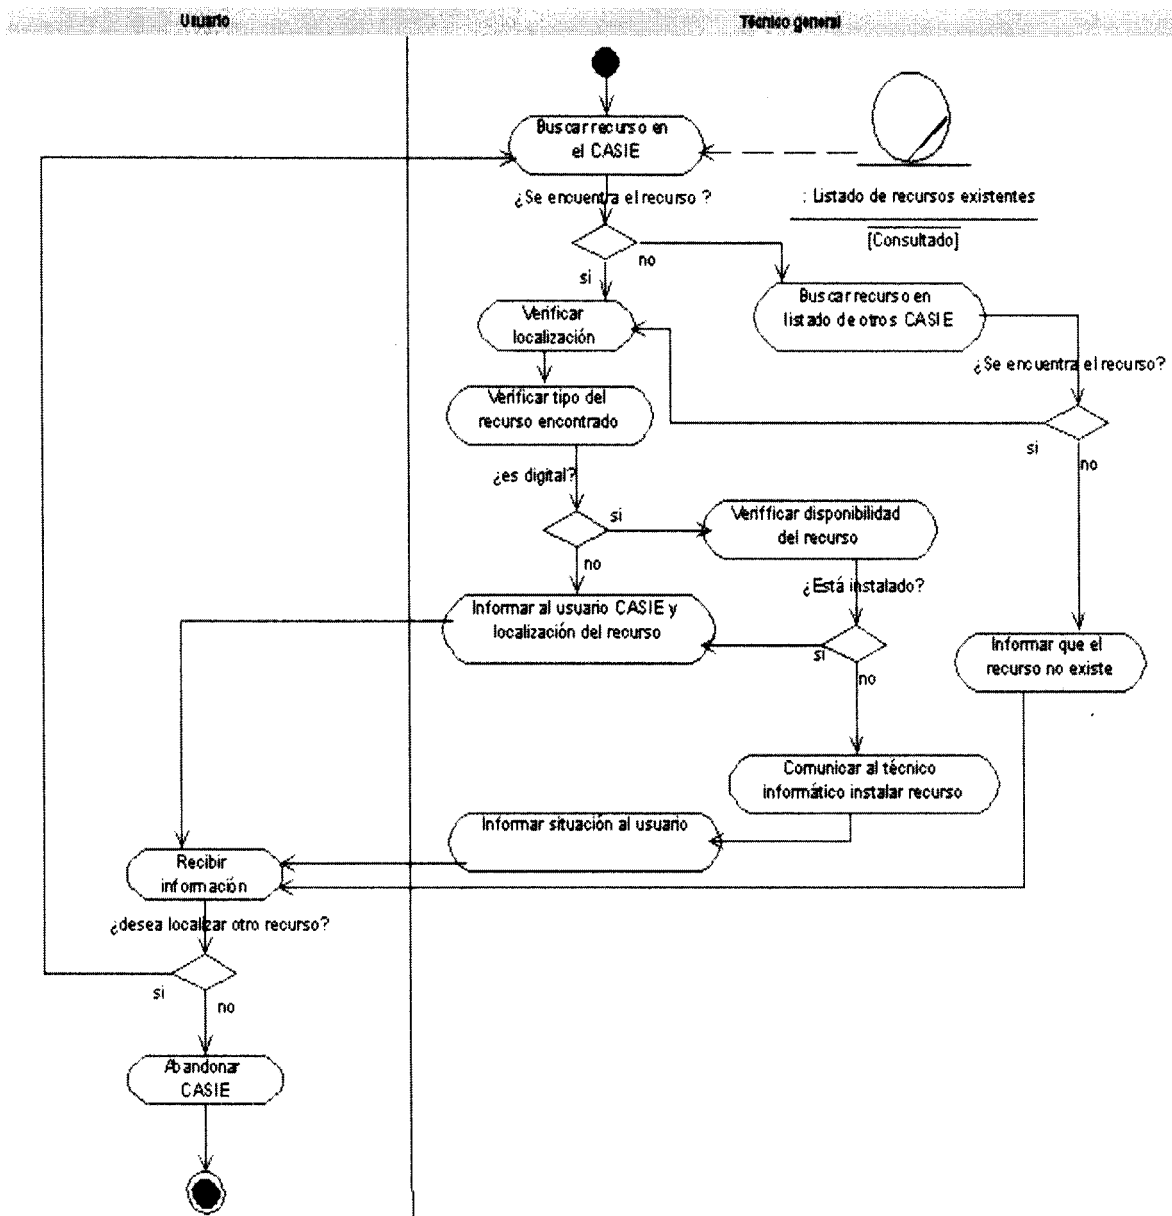 Usuario
Técnico general
Buscar recurso en
el CASIE
¿Se encuentra el recurso ?
: Listado de recursos existentes
[Consultado]
no
si
Buscar recurso en
listado de otros CASIE
Verificar
localización
¿Se encuentra el recurso?
Verificar tipo del
recurso encontrado
si
no
¿es digital?
si
Verifficar disponibilidad
del recurso
no
¿Está instalado?
Informar al usuario CASIE y
localización del recurso
si
no
Informar que el
recurso no existe
Comunicar al técnico
informático instalar recurso
Informar situación al usuario
Recibir
información
¿desea localizar otro recurso?
si
no
Abandonar
CASIE